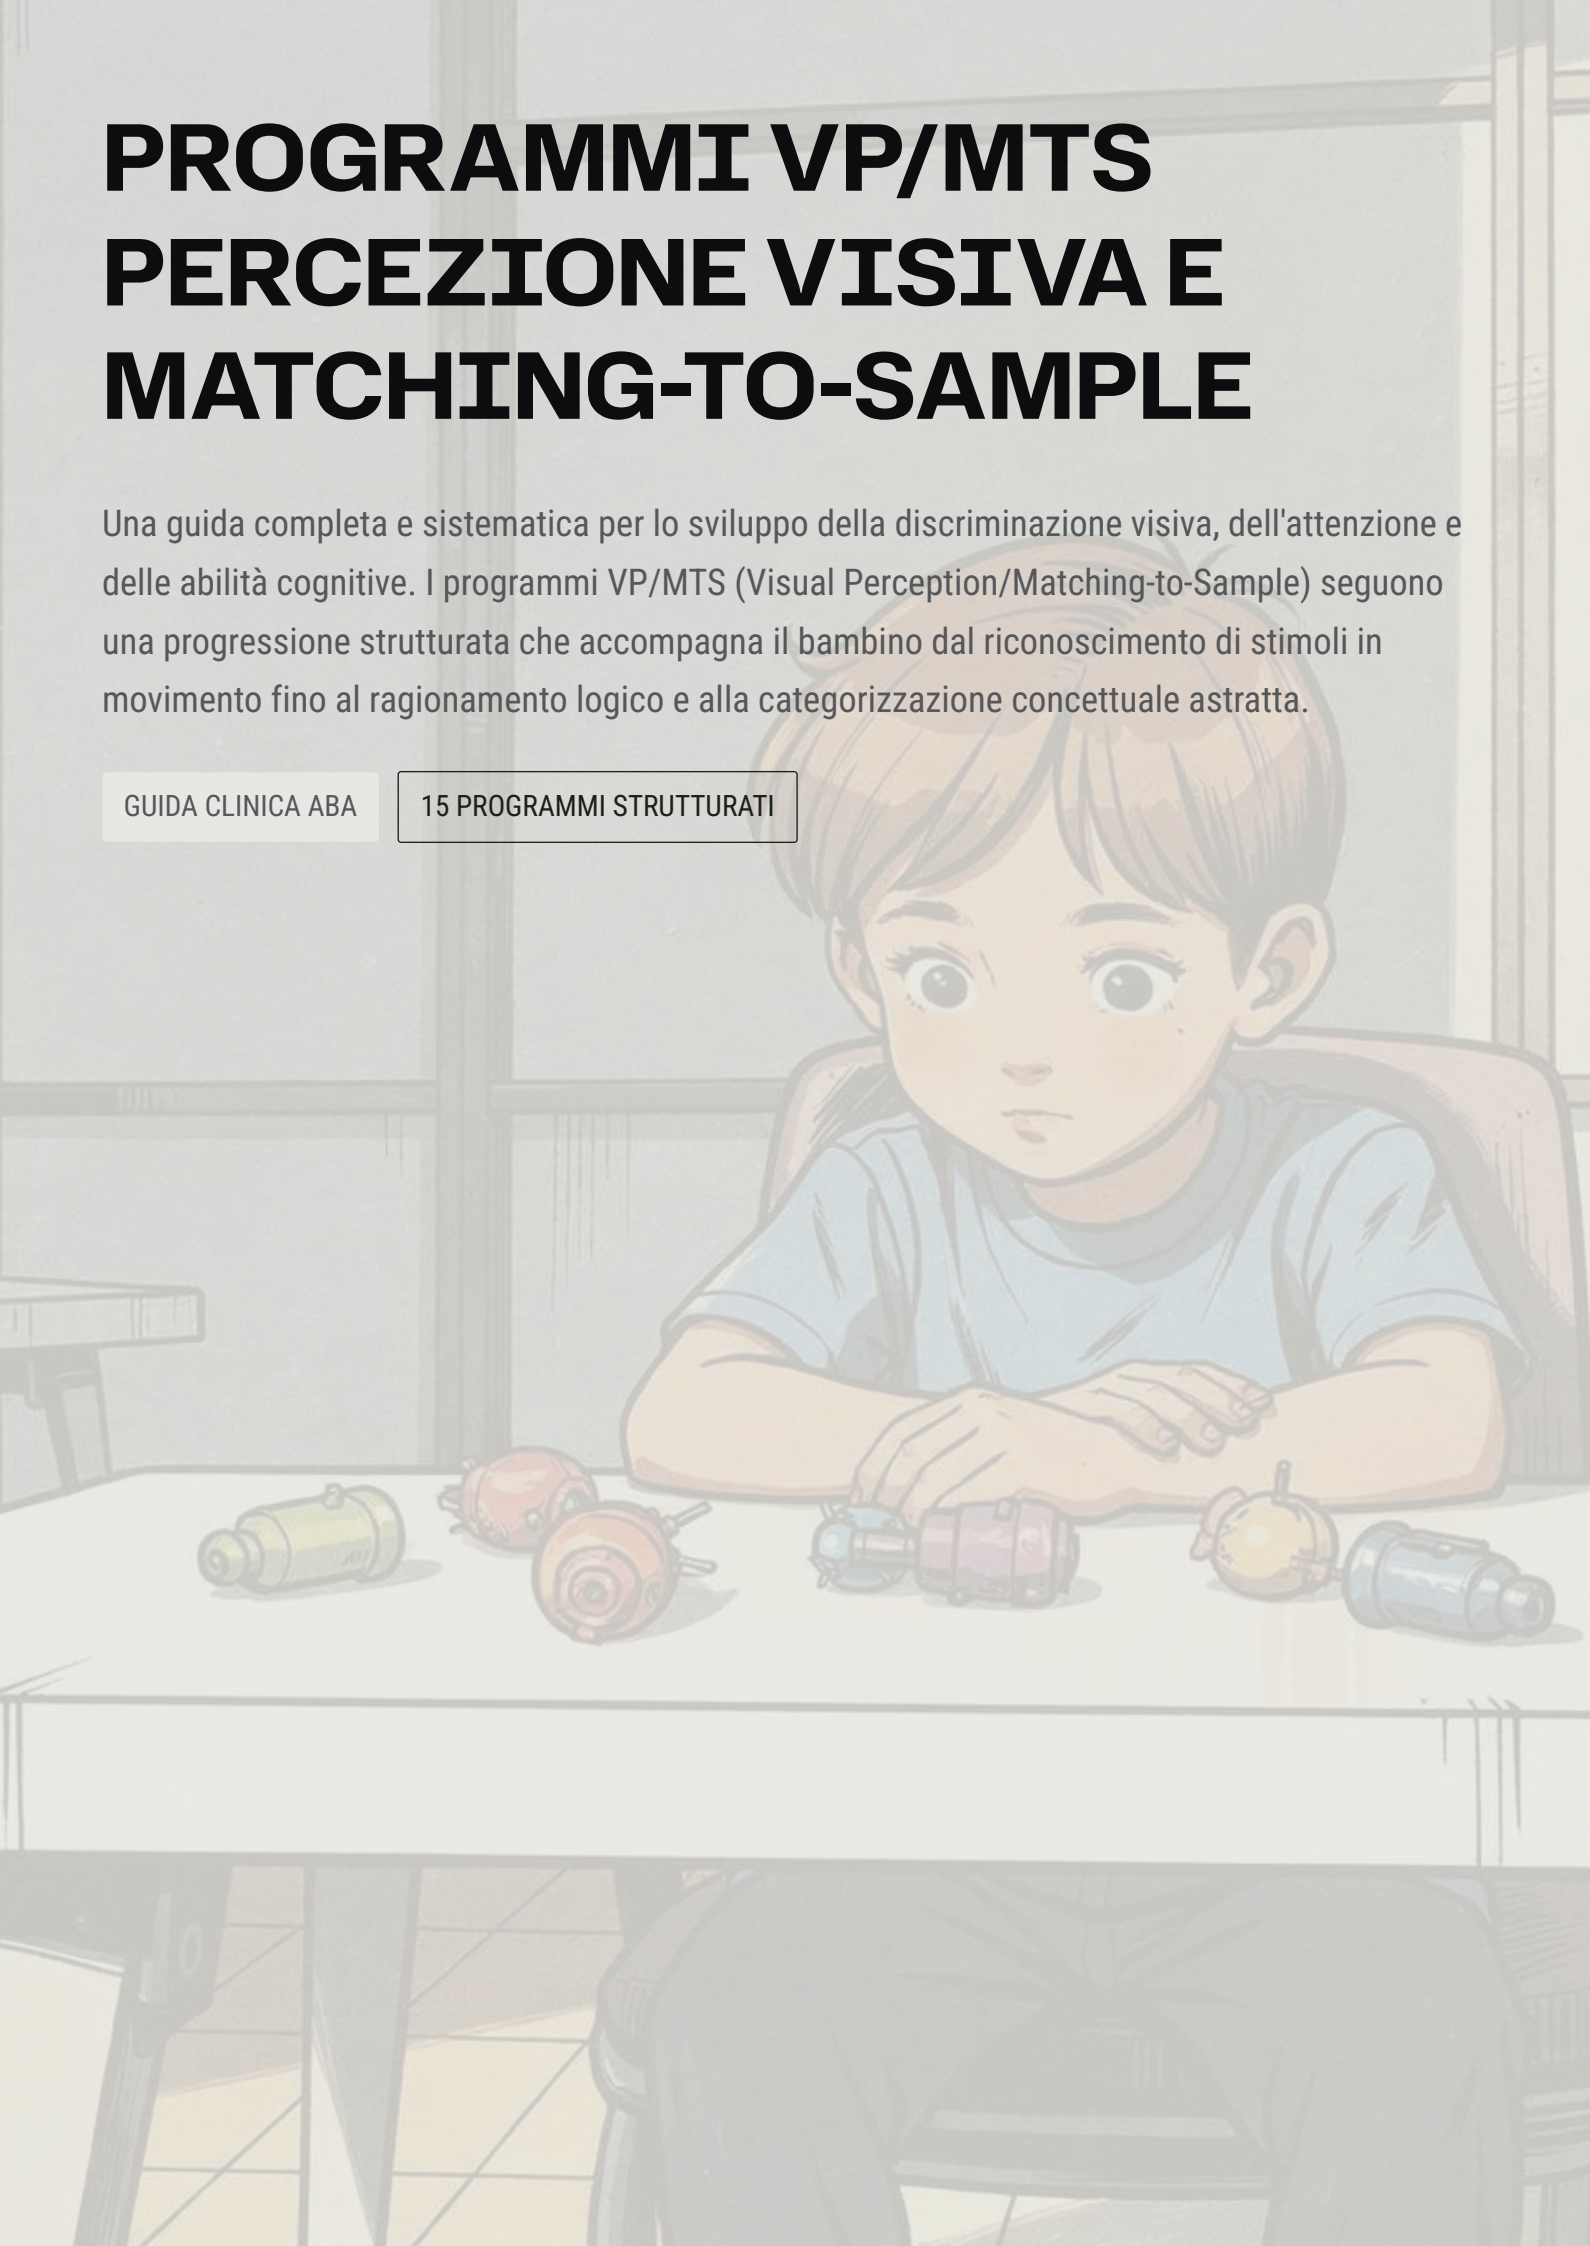 PROGRAMMI VP/MTS
PERCEZIONE VISIVA E
MATCHING-TO-SAMPLE
Una guida completa e sistematica per lo sviluppo della discriminazione visiva, dell'attenzione e
delle abilità cognitive. I programmi VP/MTS (Visual Perception/Matching-to-Sample) seguono
una progressione strutturata che accompagna il bambino dal riconoscimento di stimoli in
movimento fino al ragionamento logico e alla categorizzazione concettuale astratta.
GUIDA CLINICA ABA
15 PROGRAMMI STRUTTURATI